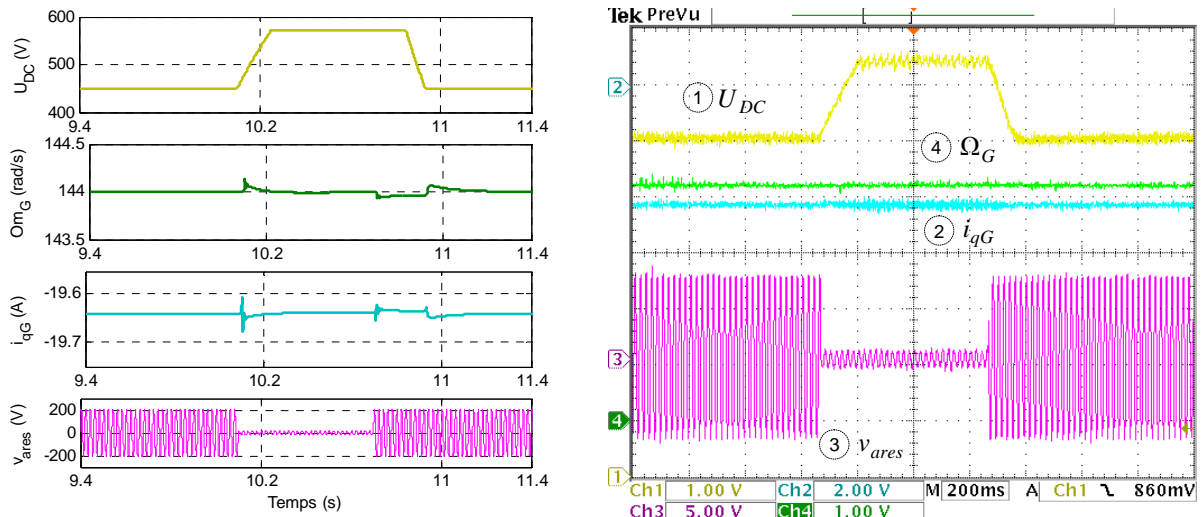 600
500
400
U_DC (V)
9.4 10.2 11 11.4
144.5
144
143.5
Om_G (rad/s)
9.4 10.2 11 11.4
-19.6
-19.7
i_qG (A)
9.4 10.2 11 11.4
200
0
-200
v_ares (V)
9.4 10.2 11 11.4
Temps (s)
Tek PreVu
2
1 U_DC
4 Ω_G
2 i_qG
3
4
3 v_ares
1
Ch1 1.00 V Ch2 2.00 V M 200ms A Ch1 860mV
Ch3 5.00 V Ch4 1.00 V